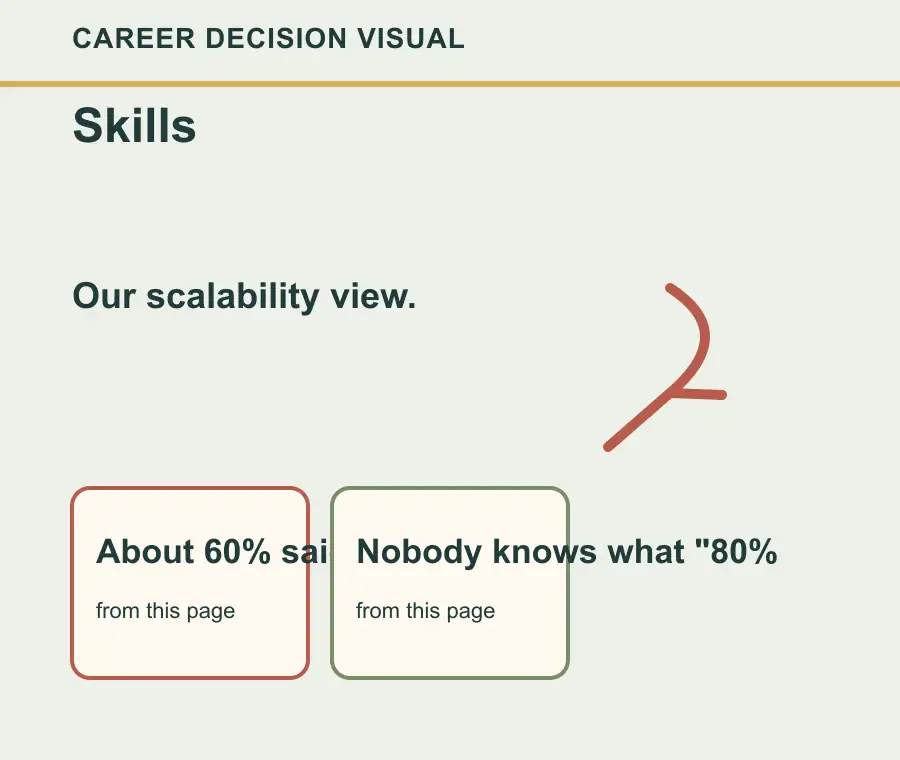 CAREER DECISION VISUAL
Skills
Our scalability view.
About 60% sai
Nobody knows what "80%
from this page
from this page